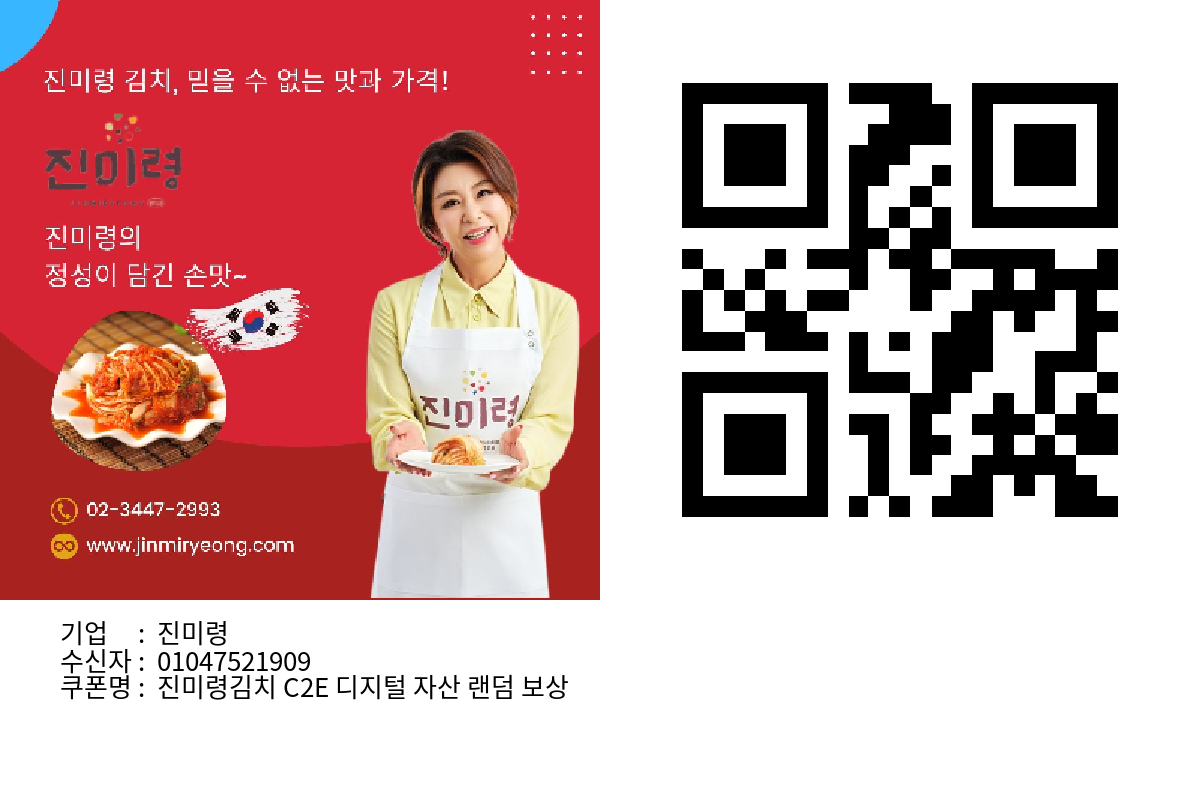 진미령 김치, 믿을 수 없는 맛과 가격!
진미령
진미령의
정성이 담긴 손맛~
진미령
02-3447-2993
www.jinmiryeong.com
기업 : 진미령
수신자 : 01047521909
쿠폰명 : 진미령김치 C2E 디지털 자산 랜덤 보상